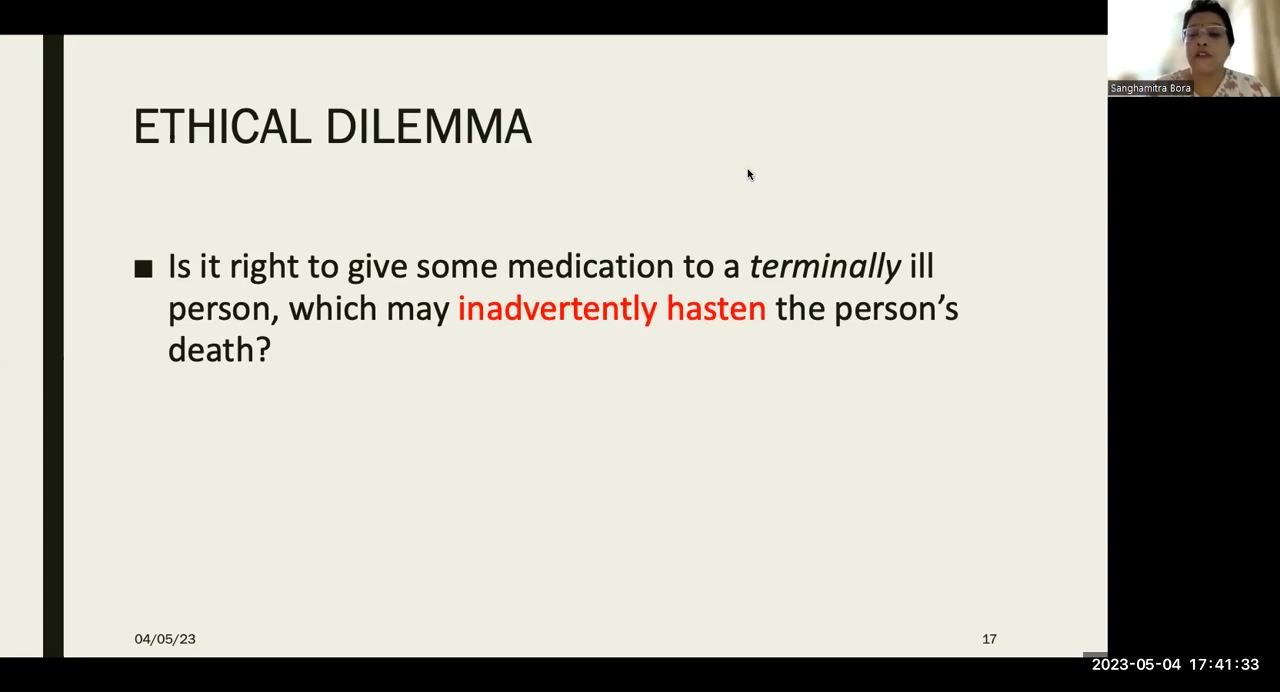 Sanghamitra Bora
ETHICAL DILEMMA
■ Is it right to give some medication to a terminally ill
person, which may inadvertently hasten the person’s
death?
04/05/23
17
2023-05-04 17:41:33